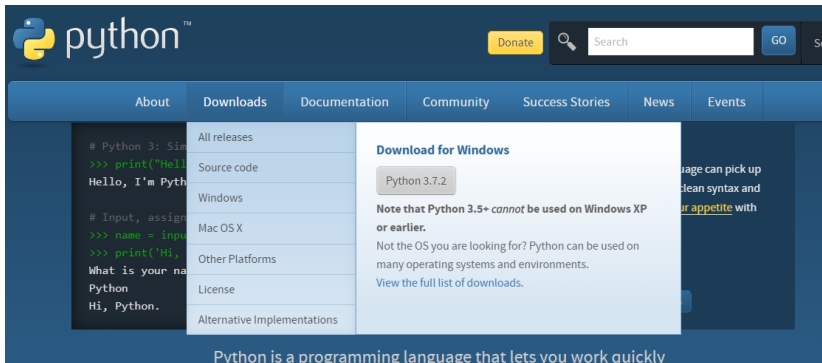 python™
Donate
Search
GO
About Downloads Documentation Community Success Stories News Events
All releases
Source code
Windows
Mac OS X
Other Platforms
License
Alternative Implementations
Download for Windows
Python 3.7.2
Note that Python 3.5+ cannot be used on Windows XP
or earlier.
Not the OS you are looking for? Python can be used on
many operating systems and environments.
View the full list of downloads.
# Python 3: Sim
>>> print("Hell
Hello, I'm Pyth
# Input, assign
>>> name = inpu
>>> print('Hi,
What is your na
Python
Hi, Python.
can pick up
syntax and
appetite with
Python is a programming language that lets you work quickly